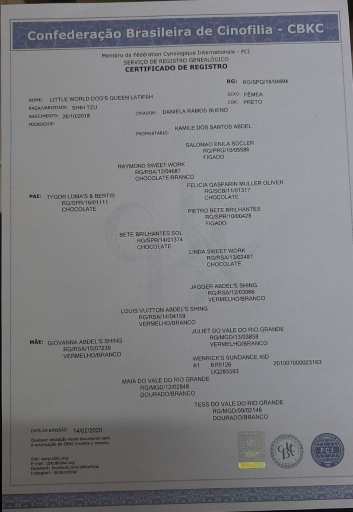 Confederação Brasileira de Cinofilia - CBKC
Membro da Fédération Cynologique Internationale - FCI
SERVIÇO DE REGISTRO GENEALÓGICO
CERTIFICADO DE REGISTRO
RG: RG/SPQ/18/04894
NOME: LITTLE WORLD DOG'S QUEEN LATIFAH
SEXO: FÊMEA
RAÇA/VARIEDADE: SHIH TZU
COR: PRETO
NASCIMENTO: 26/10/2018
CRIADOR: DANIELA RAMOS BUENO
MICROCHIP:
PROPRIETÁRIO: KAMILE DOS SANTOS ABDEL
SALOMAO ENILA SOCLER
RG/PRG/10/05586
FIGADO
RAYMOND SWEET WORK
RG/RSA/12/04687
CHOCOLATE/BRANCO
FELICIA GASPARIN MULLER OLIVER
RG/SCB/11/01317
CHOCOLATE
PAI: TYGOR LUMA'S & BERTIS
RG/SPR/16/01111
CHOCOLATE
PIETRO BETE BRILHANTES
RG/SPR/10/00428
FIGADO
BETE BRILHANTES SOL
RG/SPR/14/01374
CHOCOLATE
LINDA SWEET WORK
RG/RSA/13/02487
CHOCOLATE
JAGGER ABDEL'S SHING
RG/RSA/12/03066
VERMELHO/BRANCO
LOUIS VUITTON ABDEL'S SHING
RG/RSA/14/04159
VERMELHO/BRANCO
JULIET DO VALE DO RIO GRANDE
RG/MGD/13/03858
VERMELHO/BRANCO
MÃE: GIOVANNA ABDEL'S SHING
RG/RSA/15/07239
VERMELHO/BRANCO
WENRICK'S SUNDANCE KID
A1 BR5126 201007000023163
UQ285593
MAIA DO VALE DO RIO GRANDE
RG/MGD/12/02848
DOURADO/BRANCO
TESS DO VALE DO RIO GRANDE
RG/MGD/09/02146
DOURADO/BRANCO
DATA DA EMISSÃO: 14/02/2020
Qualquer anotação neste documento sem
a autorização da CBKC invalida o mesmo.
Site: www.cbkc.org
E-mail: cbkc@cbkc.org
Facebook: facebook.com/cbkcoficial
Instagram: @cbkcoficial
FCI